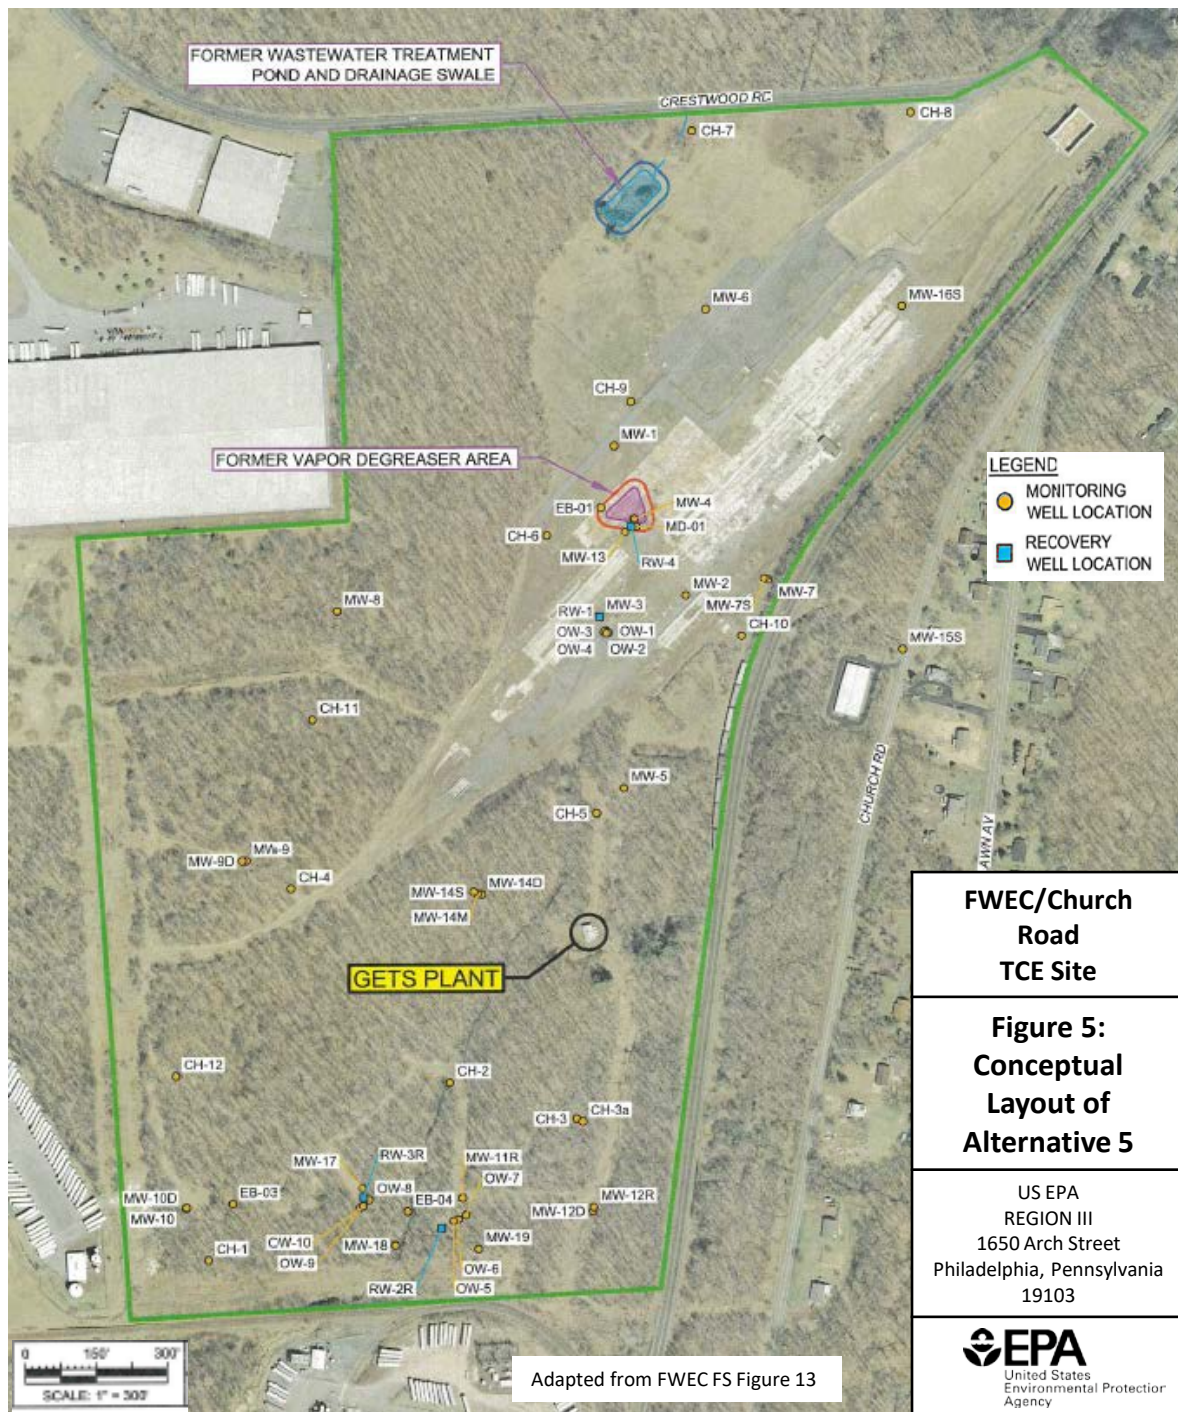 FORMER WASTEWATER TREATMENT
POND AND DRAINAGE SWALE
CRESTWOOD RD
CH-8
CH-7
MW-6
MW-16S
CH-9
MW-1
FORMER VAPOR DEGREASER AREA
LEGEND
MONITORING
WELL LOCATION
RECOVERY
WELL LOCATION
EB-01
MW-4
MD-01
CH-6
MW-13
RW-4
MW-2
MW-7
MW-7S
MW-8
RW-1
MW-3
OW-3
OW-1
CH-10
OW-4
OW-2
MW-15S
CH-11
CHURCH RD
MW-5
CH-5
AWN AV
MW-9D
MWs-9
CH-4
MW-14S
MW-14D
MW-14M
GETS PLANT
FWEC/Church
Road
TCE Site
Figure 5:
Conceptual
Layout of
Alternative 5
CH-12
CH-2
CH-3
CH-3a
MW-17
RW-3R
MW-11R
OW-7
MW-10D
EB-03
OW-8
EB-04
MW-12R
MW-10
MW-12D
OW-10
MW-18
MW-19
CH-1
OW-9
OW-6
RW-2R
OW-5
US EPA
REGION III
1650 Arch Street
Philadelphia, Pennsylvania
19103
0 150' 300'
SCALE: 1" = 300'
Adapted from FWEC FS Figure 13
EPA
United States
Environmental Protection
Agency